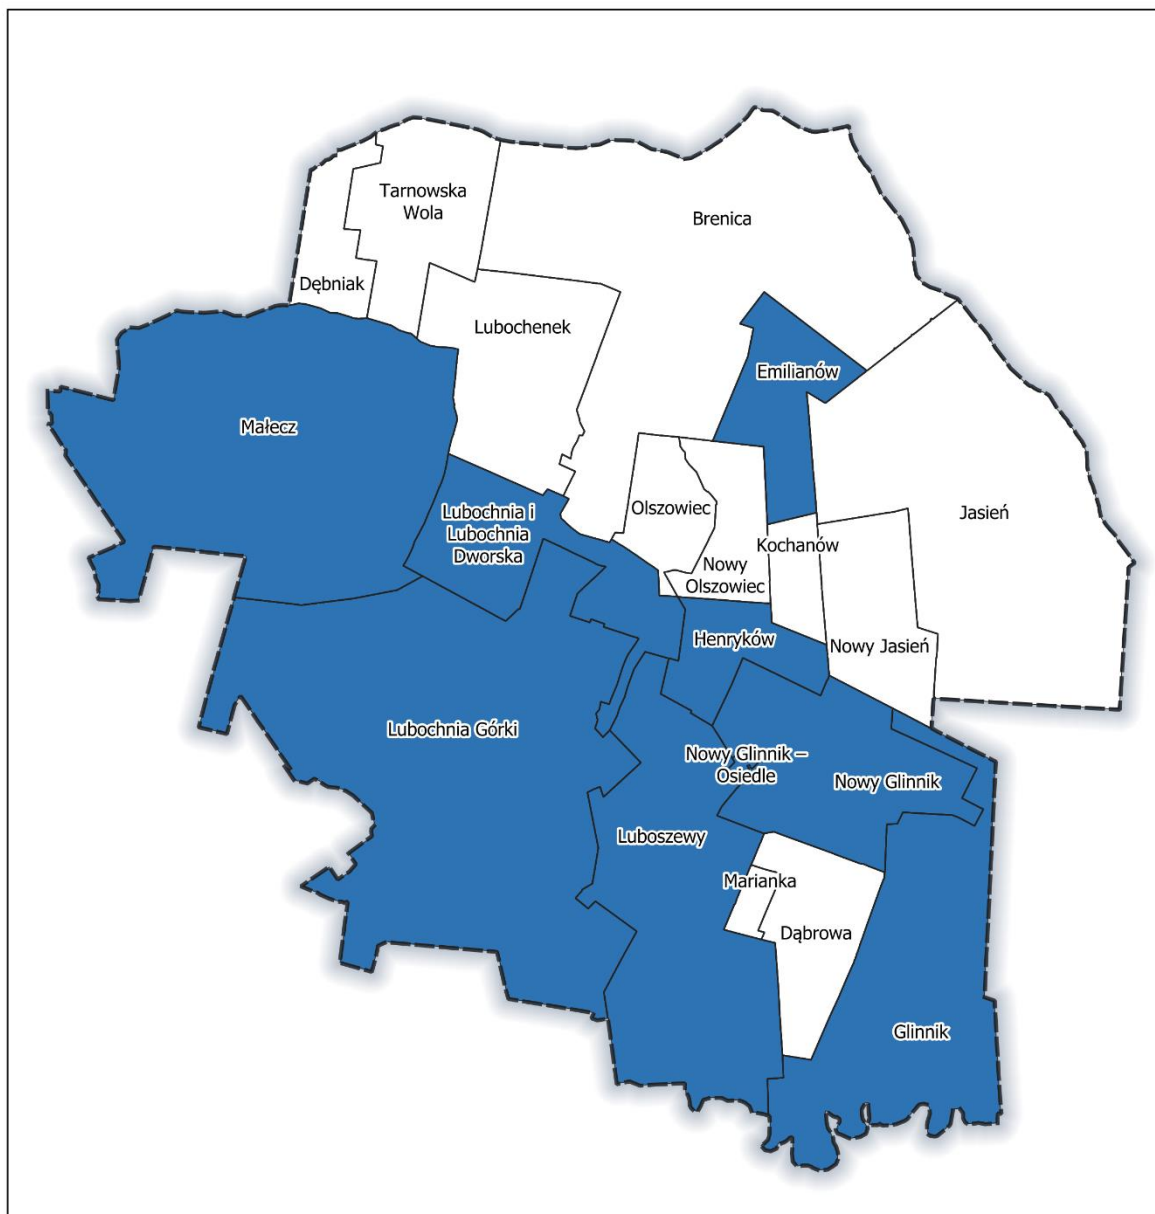 Tarnowska
Wola
Brenica
Dębniak
Lubochenek
Emilianów
Małecz
Olszowiec
Lubochnia i
Lubochnia
Dworska
Jasień
Kochanów
Nowy
Olszowiec
Henryków
Nowy Jasień
Lubochnia Górki
Nowy Glinnik –
Osiedle
Nowy Glinnik
Luboszewy
Marianka
Dąbrowa
Glinnik